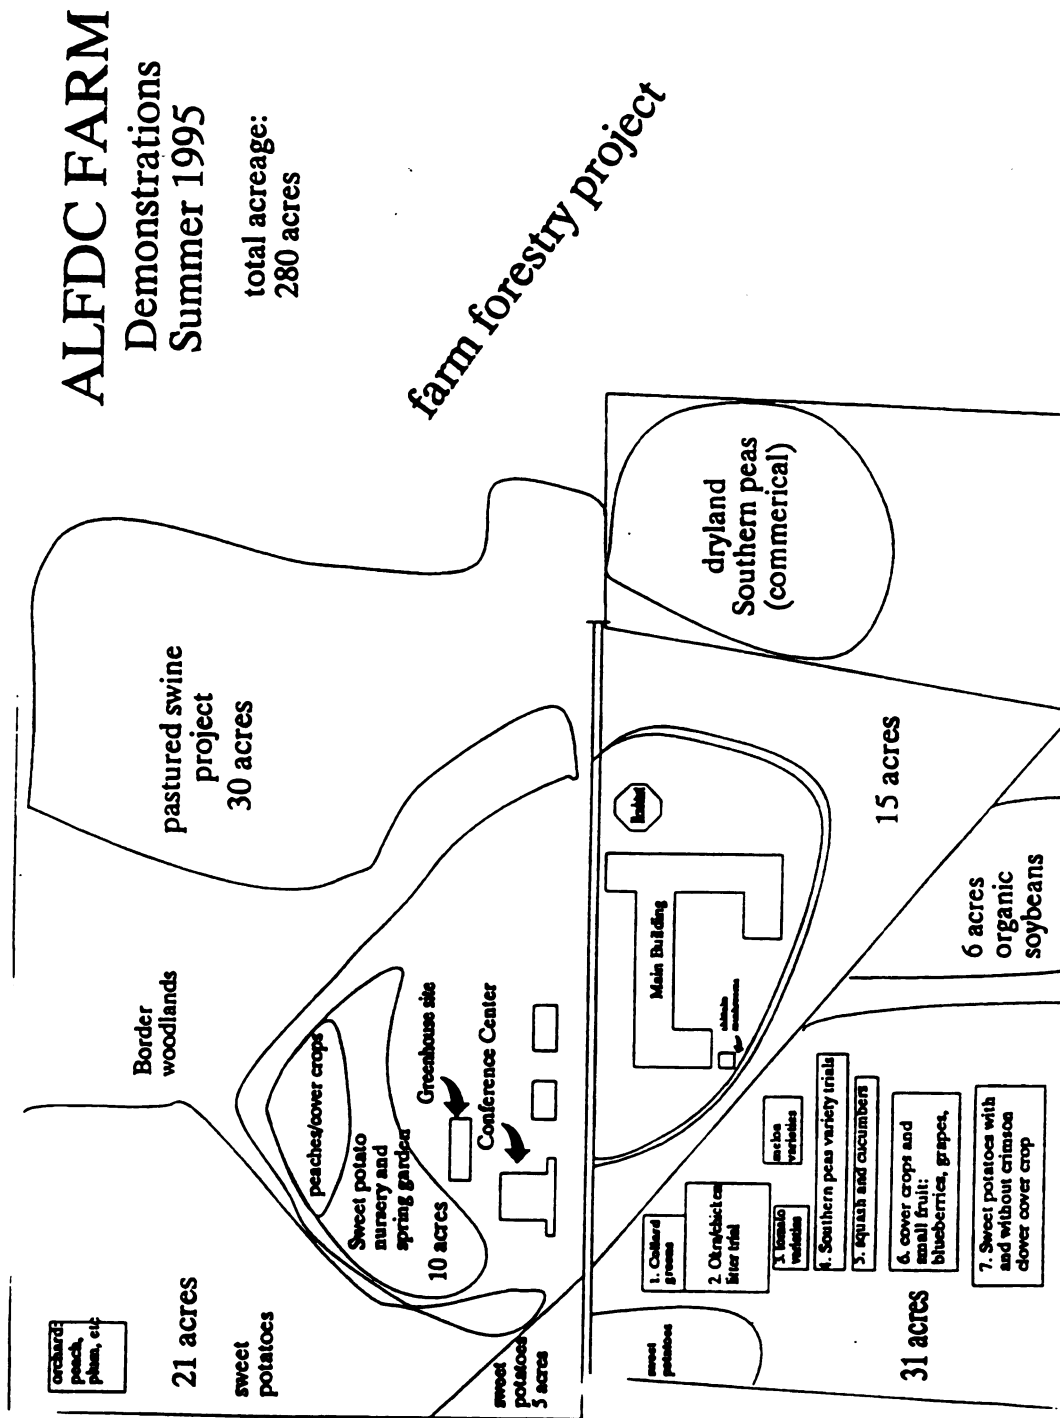 ALFDC FARM
Demonstrations
Summer 1995
total acreage:
280 acres
farm forestry project
pastured swine
project
30 acres
dryland
Southern peas
(commerical)
Border
woodlands
peaches/cover crops
Sweet potato
nursery and
spring garden
10 acres
Greenhouse site
Conference Center
Main Building
shiitake
mushrooms
15 acres
6 acres
organic
soybeans
orchard:
peach,
plum, etc
21 acres
sweet
potatoes
sweet
potatoes
5 acres
sweet
potatoes
31 acres
1. Collard
greens
2. Okra/chicken
litter trial
3. tomato
varieties
melon
varieties
4. Southern peas variety trials
5. squash and cucumbers
6. cover crops and
small fruit:
blueberries, grapes,
7. Sweet potatoes with
and without crimson
clover cover crop